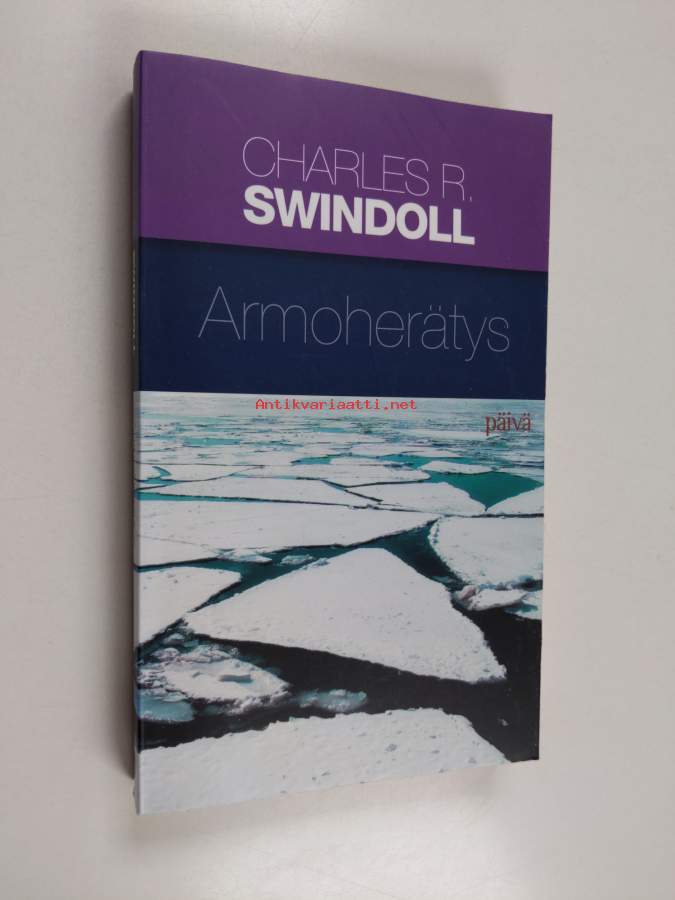 CHARLES R.
SWINDOLL
Armoherätys
Antikvariaatti.net
päivä